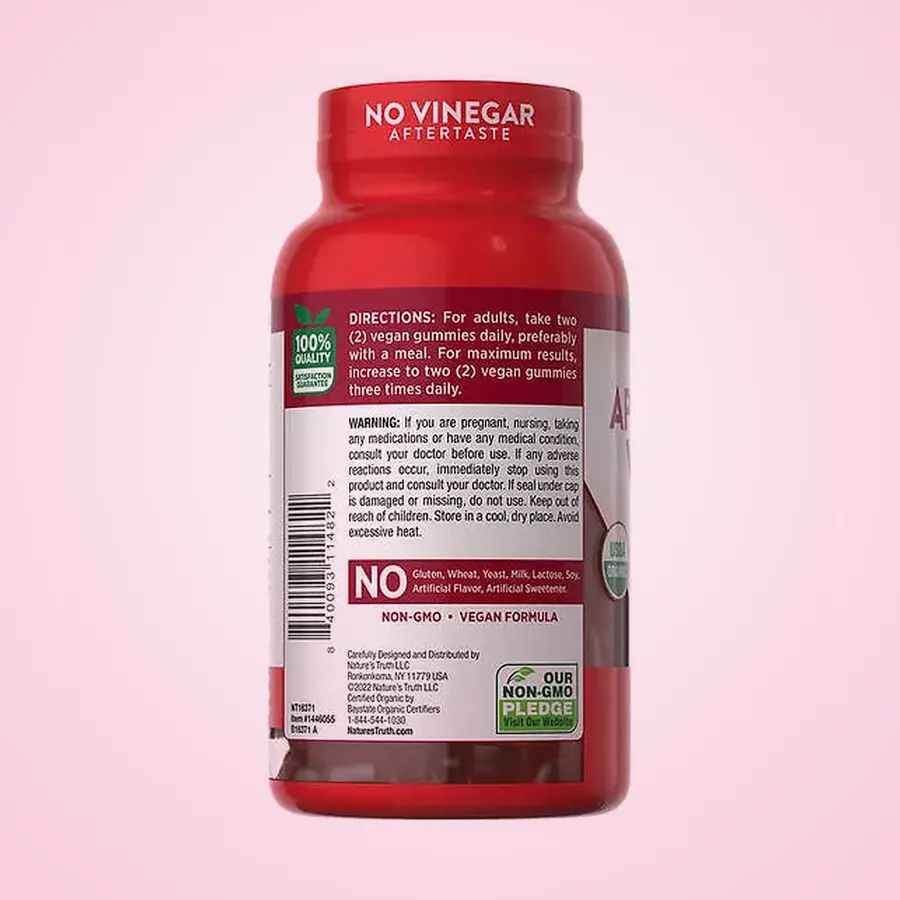 NO VINEGAR
AFTERTASTE
100%
QUALITY
SATISFACTION
GUARANTEE
DIRECTIONS: For adults, take two
(2) vegan gummies daily, preferably
with a meal. For maximum results,
increase to two (2) vegan gummies
three times daily.
WARNING: If you are pregnant, nursing, taking
any medications or have any medical condition,
consult your doctor before use. If any adverse
reactions occur, immediately stop using this
product and consult your doctor. If seal under cap
is damaged or missing, do not use. Keep out of
reach of children. Store in a cool, dry place. Avoid
excessive heat.
8 40093 11482 2
NO
Gluten, Wheat, Yeast, Milk, Lactose, Soy,
Artificial Flavor, Artificial Sweetener.
NON-GMO • VEGAN FORMULA
Carefully Designed and Distributed by
Nature's Truth LLC
Ronkonkoma, NY 11779 USA
©2022 Nature's Truth LLC
Certified Organic by
Baystate Organic Certifiers
1-844-544-1030
NaturesTruth.com
NT16371
Item #1446055
B16371 A
OUR
NON-GMO
PLEDGE
Visit Our Website
AP
V
USDA
ORGANIC